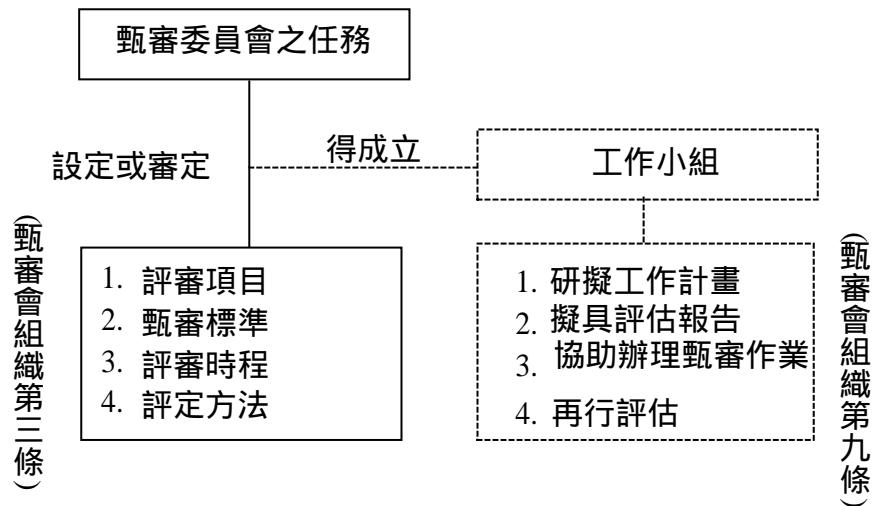 甄審委員會之任務
設定或審定
得成立
工作小組
(甄審會組織第三條)
1. 評審項目
2. 甄審標準
3. 評審時程
4. 評定方法
1. 研擬工作計畫
2. 擬具評估報告
3. 協助辦理甄審作業
4. 再行評估
(甄審會組織第九條)